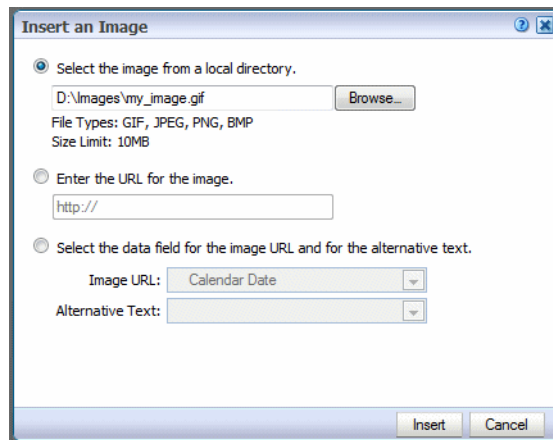 Insert an Image
Select the image from a local directory.
D:\Images\my_image.gif Browse...
File Types: GIF, JPEG, PNG, BMP
Size Limit: 10MB
Enter the URL for the image.
http://
Select the data field for the image URL and for the alternative text.
Image URL: Calendar Date
Alternative Text:
Insert Cancel